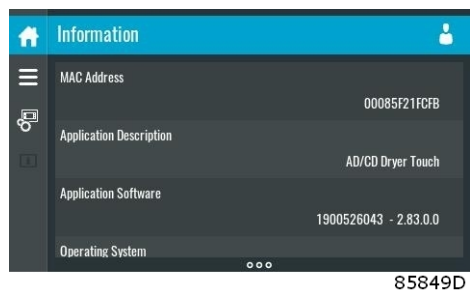 Information
MAC Address
00085F21FCFB
Application Description
AD/CD Dryer Touch
Application Software
1900526043 - 2.83.0.0
Operating System
85849D